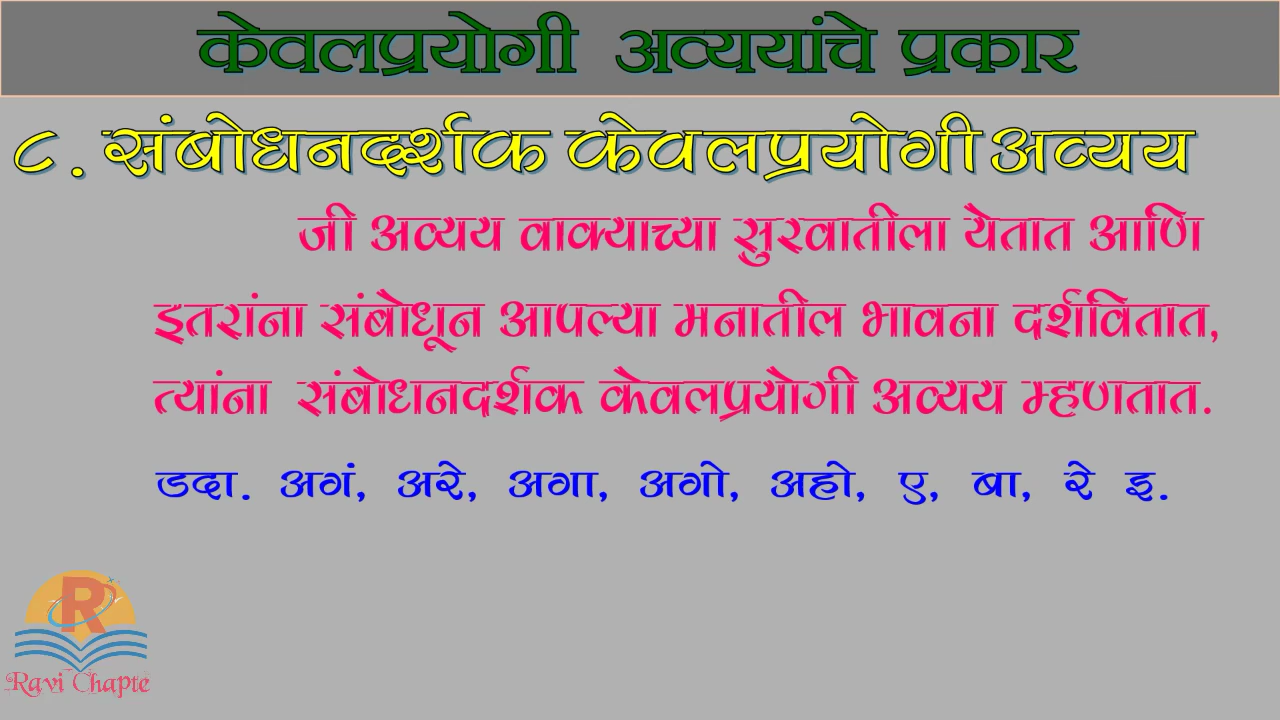 केवलप्रयोगी अव्ययांचे प्रकार
८. संबोधनदर्शक केवलप्रयोगी अव्यय
जी अव्यय वाक्याच्या सुरवातीला येतात आणि
इतरांना संबोधून आपल्या मनातील भावना दर्शवितात,
त्यांना संबोधनदर्शक केवलप्रयोगी अव्यय म्हणतात.
उदा. अगं, अरे, अगा, अगो, अहो, ए, बा, रे इ.
Ravi Chapte